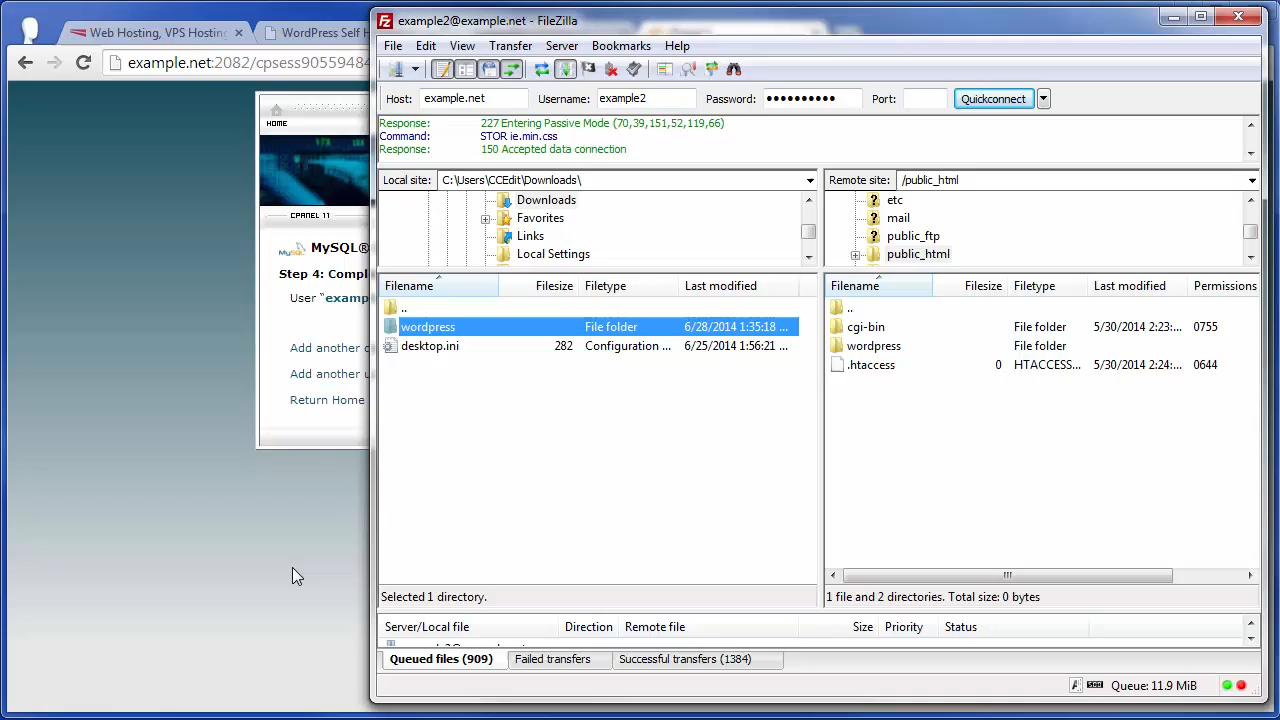 Web Hosting, VPS Hosting
WordPress Self H
example.net:2082/cpsess90559484
HOME
CPANEL 11
MySQL®
Step 4: Compl
User "examp
Add another d
Add another u
Return Home
example2@example.net - FileZilla
File Edit View Transfer Server Bookmarks Help
Host: example.net Username: example2 Password: ●●●●●●●●●● Port: Quickconnect
Response: 227 Entering Passive Mode (70,39,151,52,119,66)
Command: STOR ie.min.css
Response: 150 Accepted data connection
Local site: C:\Users\CCEdit\Downloads\
Downloads
Favorites
Links
Local Settings
Filename Filesize Filetype Last modified
..
wordpress File folder 6/28/2014 1:35:18 ...
desktop.ini 282 Configuration ... 6/25/2014 1:56:21 ...
Selected 1 directory.
Remote site: /public_html
etc
mail
public_ftp
public_html
Filename Filesize Filetype Last modified Permissions
..
cgi-bin File folder 5/30/2014 2:23:... 0755
wordpress File folder
.htaccess 0 HTACCESS... 5/30/2014 2:24:... 0644
1 file and 2 directories. Total size: 0 bytes
Server/Local file Direction Remote file Size Priority Status
Queued files (909) Failed transfers Successful transfers (1384)
Queue: 11.9 MiB